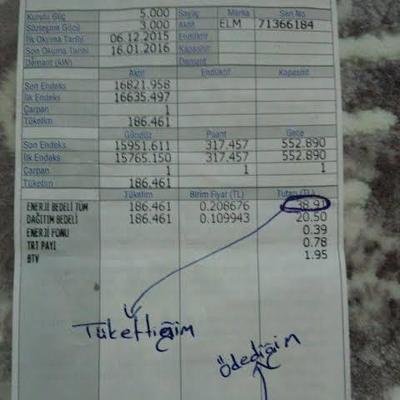 Kurulu Güç 5.000 Sayaç Marka Seri No
Sözleşme Gücü 3.000 Aktif ELM 71366184
İlk Okuma Tarihi 06.12.2015 Endüktif
Son Okuma Tarihi 16.01.2016 Kapasitif
Demant (kW) Demant
Aktif Endüktif Kapasitif
Son Endeks 16821.958
İlk Endeks 16635.497
Çarpan 1
Tüketim 186.461
Gündüz Puant Gece
Son Endeks 15951.611 317.457 552.890
İlk Endeks 15765.150 317.457 552.890
Çarpan 1 1 1
Tüketim 186.461
Tüketim Birim Fiyat (TL) Tutarı (TL)
ENERJİ BEDELİ TÜM 186.461 0.208676 38.91
DAĞITIM BEDELİ 186.461 0.109943 20.50
ENERJİ FONU 0.39
TRT PAYI 0.78
BTV 1.95
Tükettiğim
Ödediğim